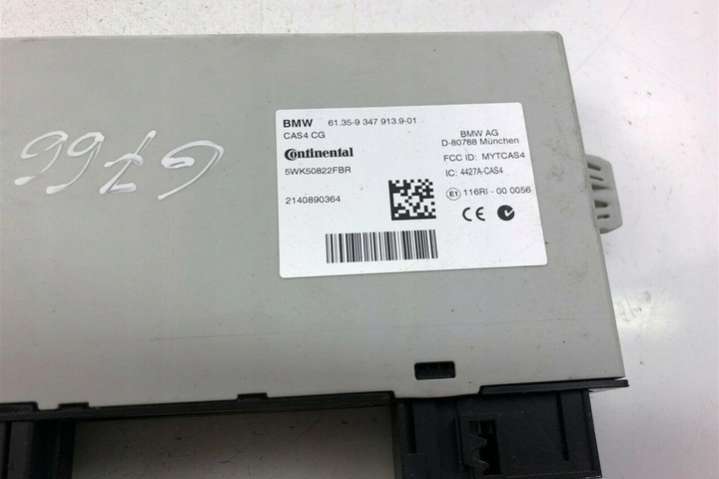 BMW 61.35-9 347 913.9-01
CAS4 CG
Continental
5WK50822FBR
2140890364
BMW AG
D-80788 München
FCC ID: MYTCAS4
IC: 4427A-CAS4
E1 116RI - 00 0056
CE
G766